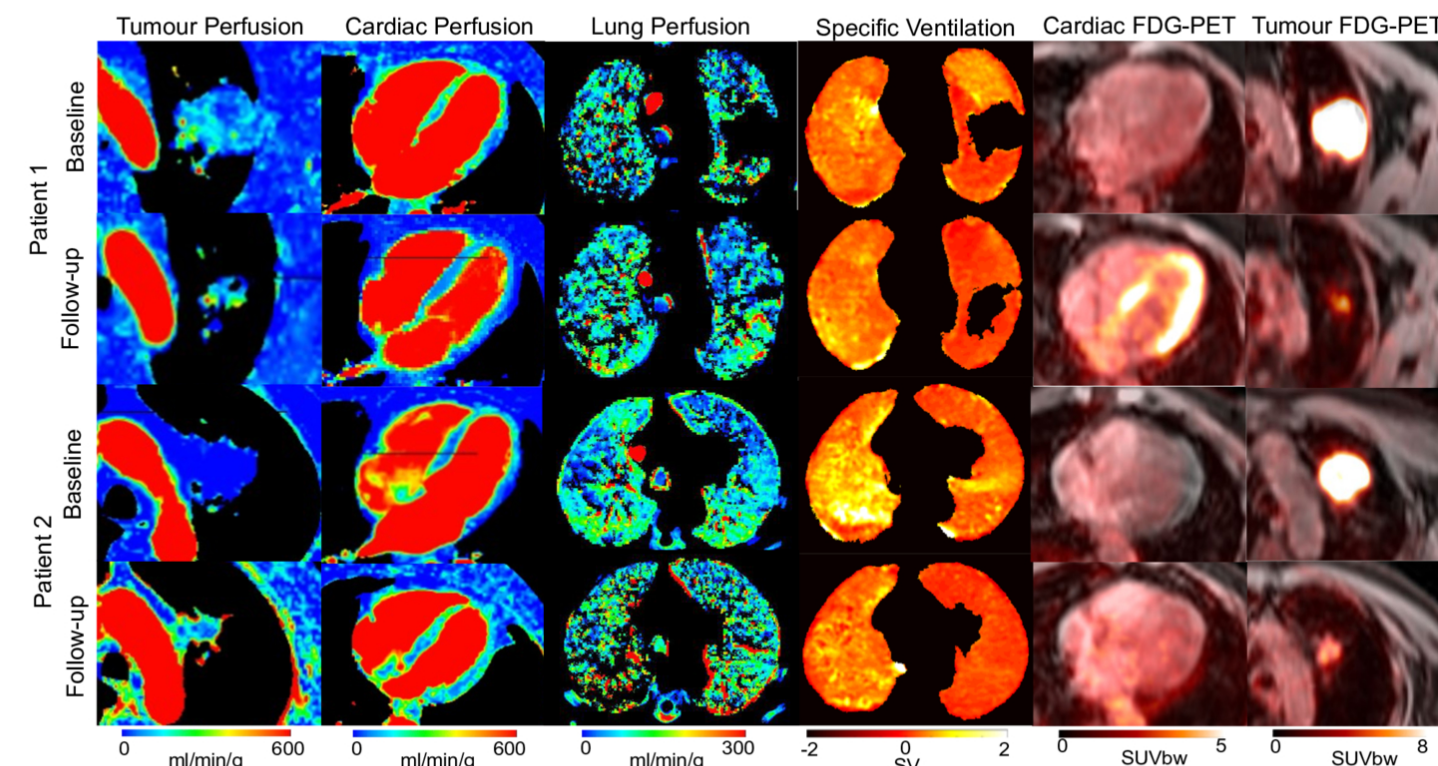 Tumour Perfusion Cardiac Perfusion Lung Perfusion Specific Ventilation Cardiac FDG-PET Tumour FDG-PET
Patient 1
Baseline
Follow-up
Patient 2
Baseline
Follow-up
0 600 0 600 0 300 -2 0 2 0 5 0 8
ml/min/g ml/min/g ml/min/g SV SUVbw SUVbw